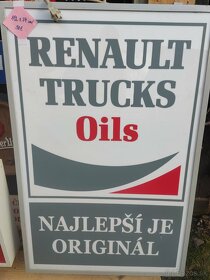 RENAULT
TRUCKS
Oils
NAJLEPŠÍ JE
ORIGINÁL